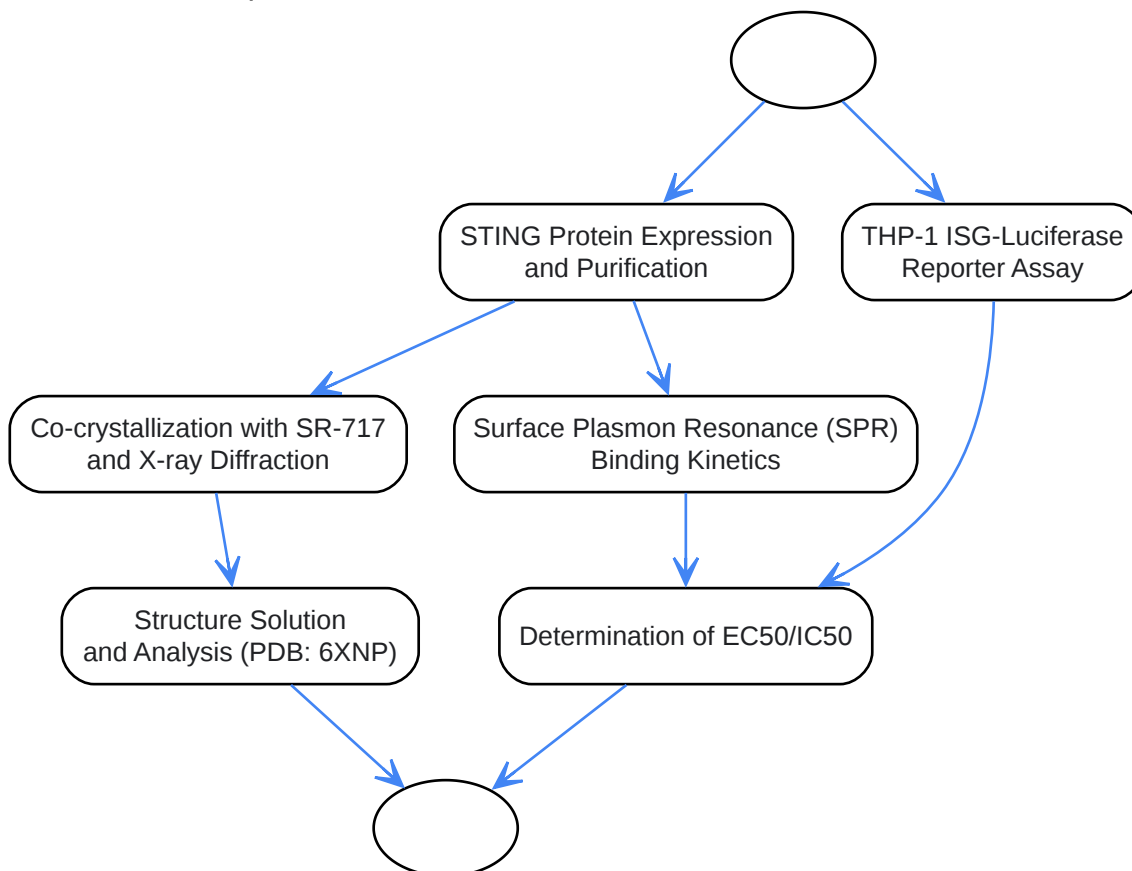 STING Protein Expression
and Purification
THP-1 ISG-Luciferase
Reporter Assay
Co-crystallization with SR-717
and X-ray Diffraction
Surface Plasmon Resonance (SPR)
Binding Kinetics
Structure Solution
and Analysis (PDB: 6XNP)
Determination of EC50/IC50